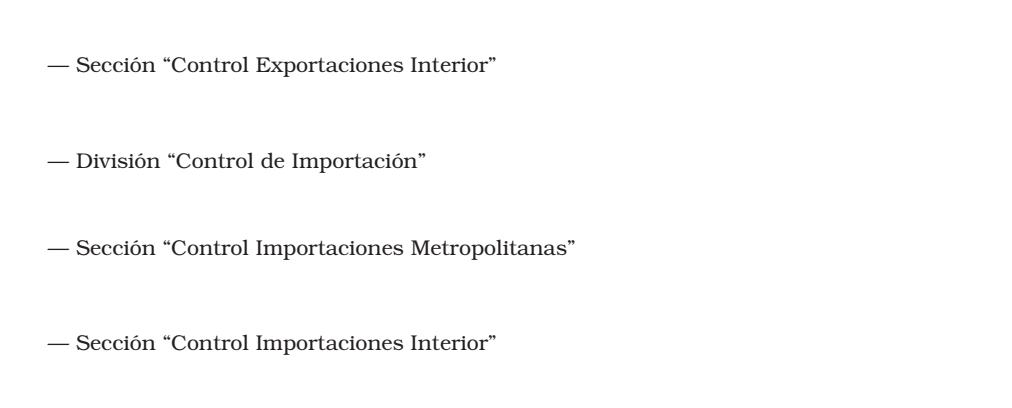 — Sección “Control Exportaciones Interior”
— División “Control de Importación”
— Sección “Control Importaciones Metropolitanas”
— Sección “Control Importaciones Interior”